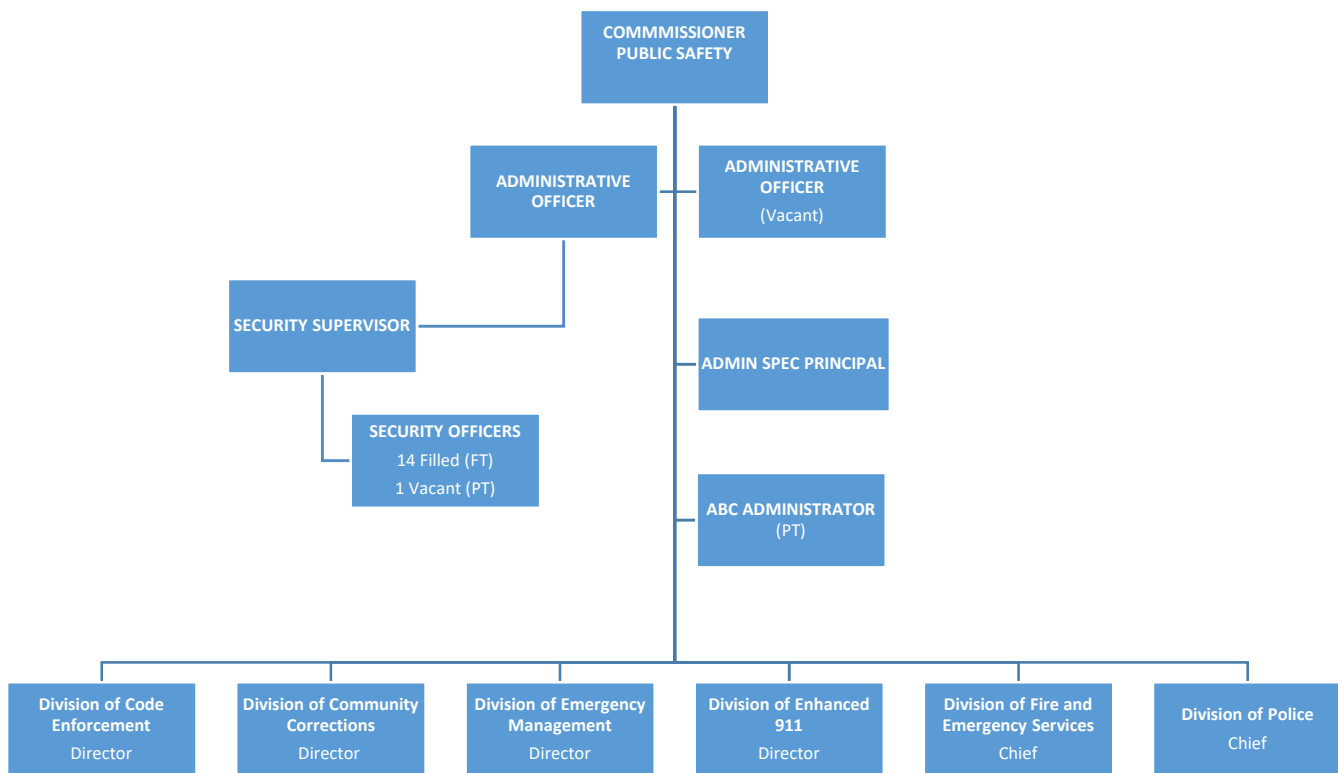 COMMMISSIONER
PUBLIC SAFETY
ADMINISTRATIVE
OFFICER
ADMINISTRATIVE
OFFICER
(Vacant)
SECURITY SUPERVISOR
ADMIN SPEC PRINCIPAL
SECURITY OFFICERS
14 Filled (FT)
1 Vacant (PT)
ABC ADMINISTRATOR
(PT)
Division of Code
Enforcement
Director
Division of Community
Corrections
Director
Division of Emergency
Management
Director
Division of Enhanced
911
Director
Division of Fire and
Emergency Services
Chief
Division of Police
Chief